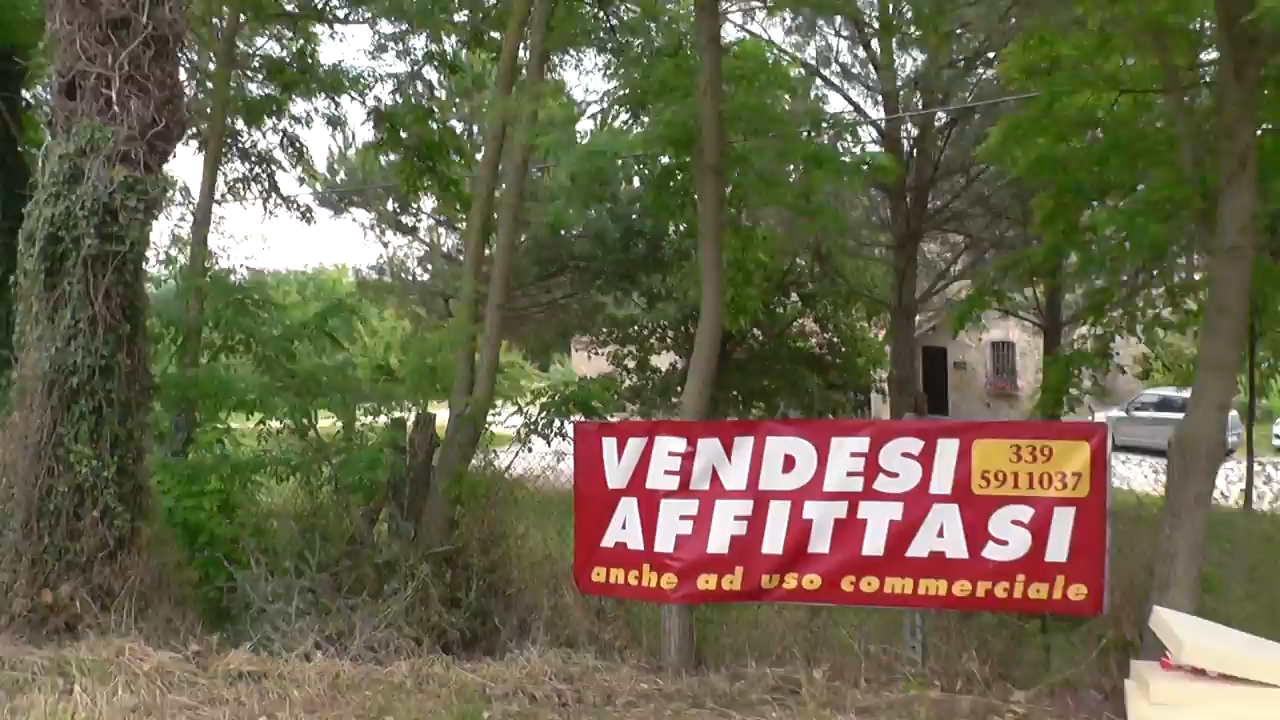 VENDESI
339
5911037
AFFITTASI
anche ad uso commerciale